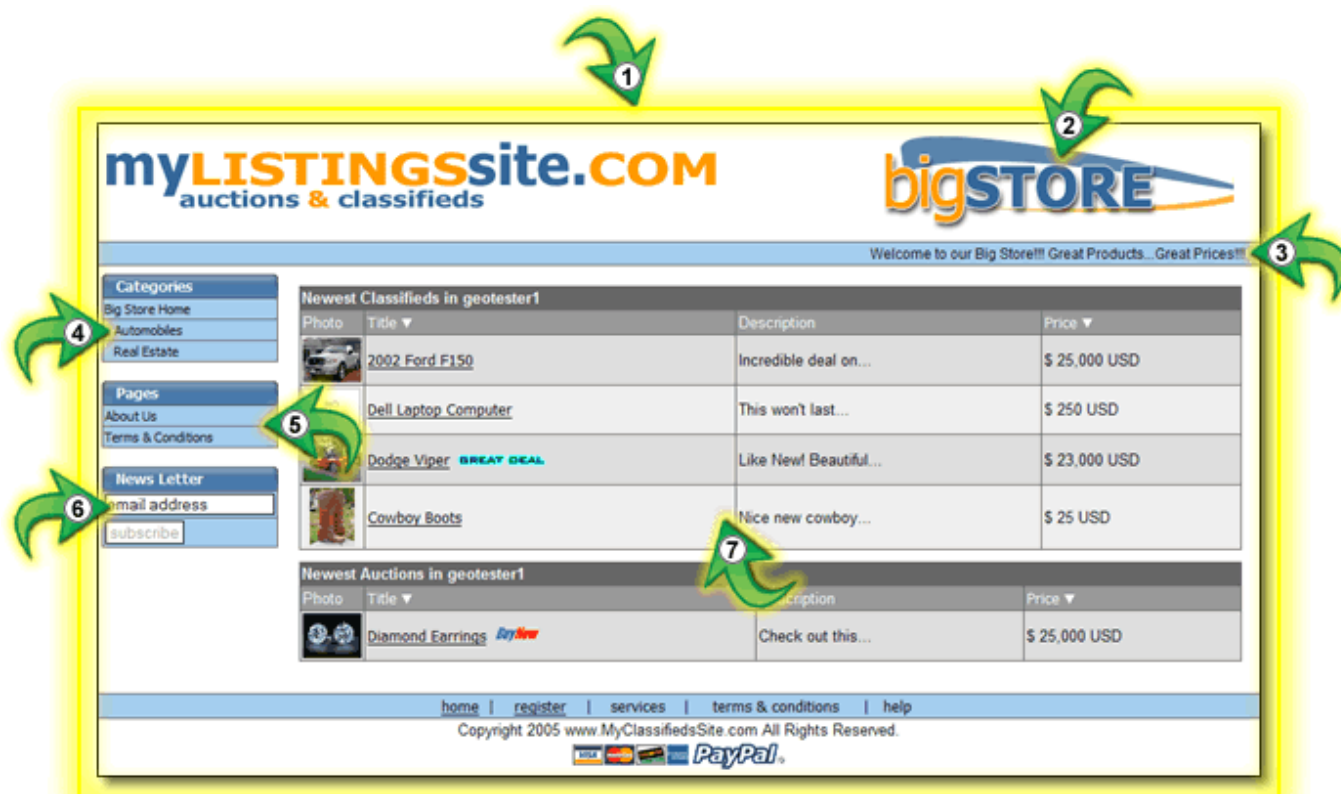 1
2
myLISTINGSsite.COM
auctions & classifieds
bigSTORE
Welcome to our Big Store!!! Great Products...Great Prices!!!
3
Categories
Big Store Home
4
Automobiles
Real Estate
Pages
About Us
5
Terms & Conditions
News Letter
6
email address
subscribe
Newest Classifieds in geotester1
Photo Title ▼ Description Price ▼
2002 Ford F150 Incredible deal on... $ 25,000 USD
Dell Laptop Computer This won't last... $ 250 USD
Dodge Viper GREAT DEAL Like New! Beautiful... $ 23,000 USD
Cowboy Boots Nice new cowboy... $ 25 USD
7
Newest Auctions in geotester1
Photo Title ▼ scription Price ▼
Diamond Earrings BuyNow Check out this... $ 25,000 USD
home | register | services | terms & conditions | help
Copyright 2005 www.MyClassifiedsSite.com All Rights Reserved.
VISA PayPal